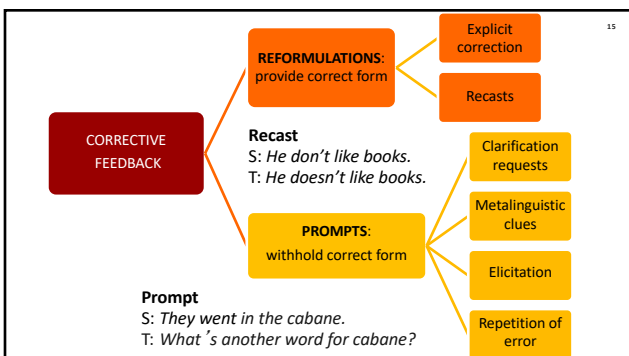 15
Explicit
correction
REFORMULATIONS:
provide correct form
Recasts
CORRECTIVE
FEEDBACK
Recast
S: He don’t like books.
T: He doesn’t like books.
Clarification
requests
Metalinguistic
clues
PROMPTS:
withhold correct form
Elicitation
Prompt
S: They went in the cabane.
T: What’s another word for cabane?
Repetition of
error